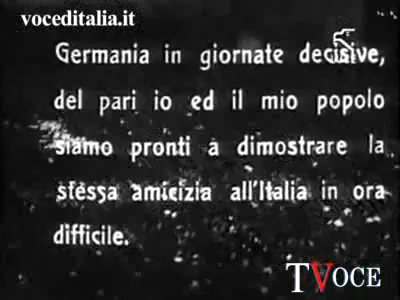 voceditalia.it
Germania in giornate decisive,
del pari io ed il mio popolo
siamo pronti a dimostrare la
stessa amicizia all'Italia in ora
difficile.
TVOCE